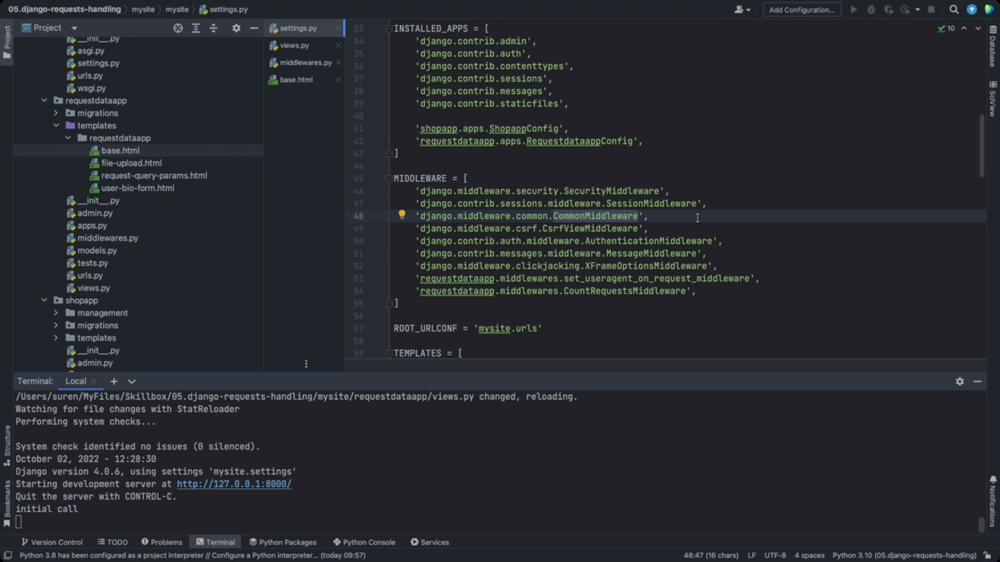 05.django-requests-handling mysite mysite settings.py
Add Configuration...
Project
Project
__init__.py
asgi.py
settings.py
urls.py
wsgi.py
requestdataapp
migrations
templates
requestdataapp
base.html
file-upload.html
request-query-params.html
user-bio-form.html
__init__.py
admin.py
apps.py
middlewares.py
models.py
tests.py
urls.py
views.py
shopapp
management
migrations
templates
__init__.py
admin.py
settings.py
views.py
middlewares.py
base.html
33 INSTALLED_APPS = [
34 'django.contrib.admin',
35 'django.contrib.auth',
36 'django.contrib.contenttypes',
37 'django.contrib.sessions',
38 'django.contrib.messages',
39 'django.contrib.staticfiles',
40
41 'shopapp.apps.ShopappConfig',
42 'requestdataapp.apps.RequestdataappConfig',
43 ]
44
45 MIDDLEWARE = [
46 'django.middleware.security.SecurityMiddleware',
47 'django.contrib.sessions.middleware.SessionMiddleware',
48 'django.middleware.common.CommonMiddleware',
49 'django.middleware.csrf.CsrfViewMiddleware',
50 'django.contrib.auth.middleware.AuthenticationMiddleware',
51 'django.contrib.messages.middleware.MessageMiddleware',
52 'django.middleware.clickjacking.XFrameOptionsMiddleware',
53 'requestdataapp.middlewares.set_useragent_on_request_middleware',
54 'requestdataapp.middlewares.CountRequestsMiddleware',
55 ]
56
57 ROOT_URLCONF = 'mysite.urls'
58
59 TEMPLATES = [
10
Database
SciView
Notifications
Structure
Bookmarks
Terminal: Local
/Users/suren/MyFiles/Skillbox/05.django-requests-handling/mysite/requestdataapp/views.py changed, reloading.
Watching for file changes with StatReloader
Performing system checks...
System check identified no issues (0 silenced).
October 02, 2022 - 12:28:30
Django version 4.0.6, using settings 'mysite.settings'
Starting development server at http://127.0.0.1:8000/
Quit the server with CONTROL-C.
initial call
Version Control TODO Problems Terminal Python Packages Python Console Services
Python 3.8 has been configured as a project interpreter // Configure a Python interpreter... (today 09:57) 48:47 (16 chars) LF UTF-8 4 spaces Python 3.10 (05.django-requests-handling)